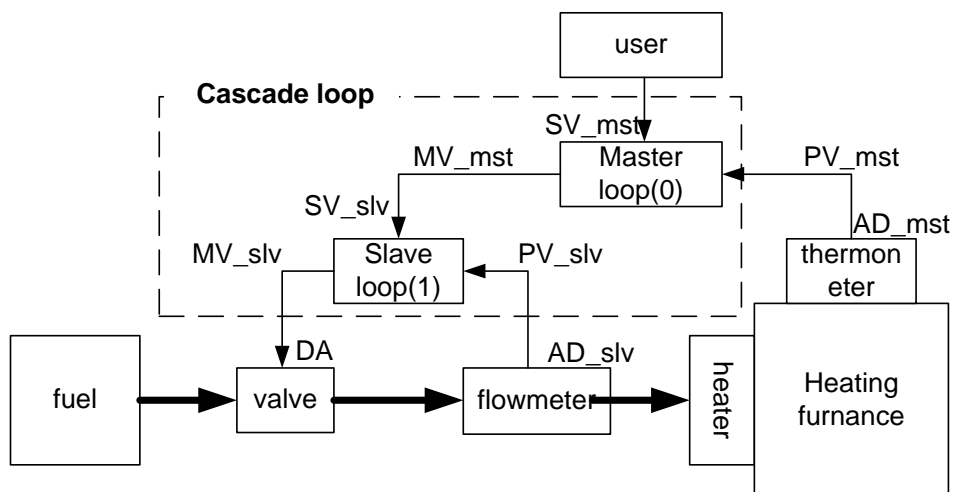 user
Cascade loop
SV_mst
MV_mst
Master
loop(0)
PV_mst
SV_slv
AD_mst
MV_slv
Slave
loop(1)
PV_slv
thermon
eter
DA
AD_slv
fuel
valve
flowmeter
heater
Heating
furnance